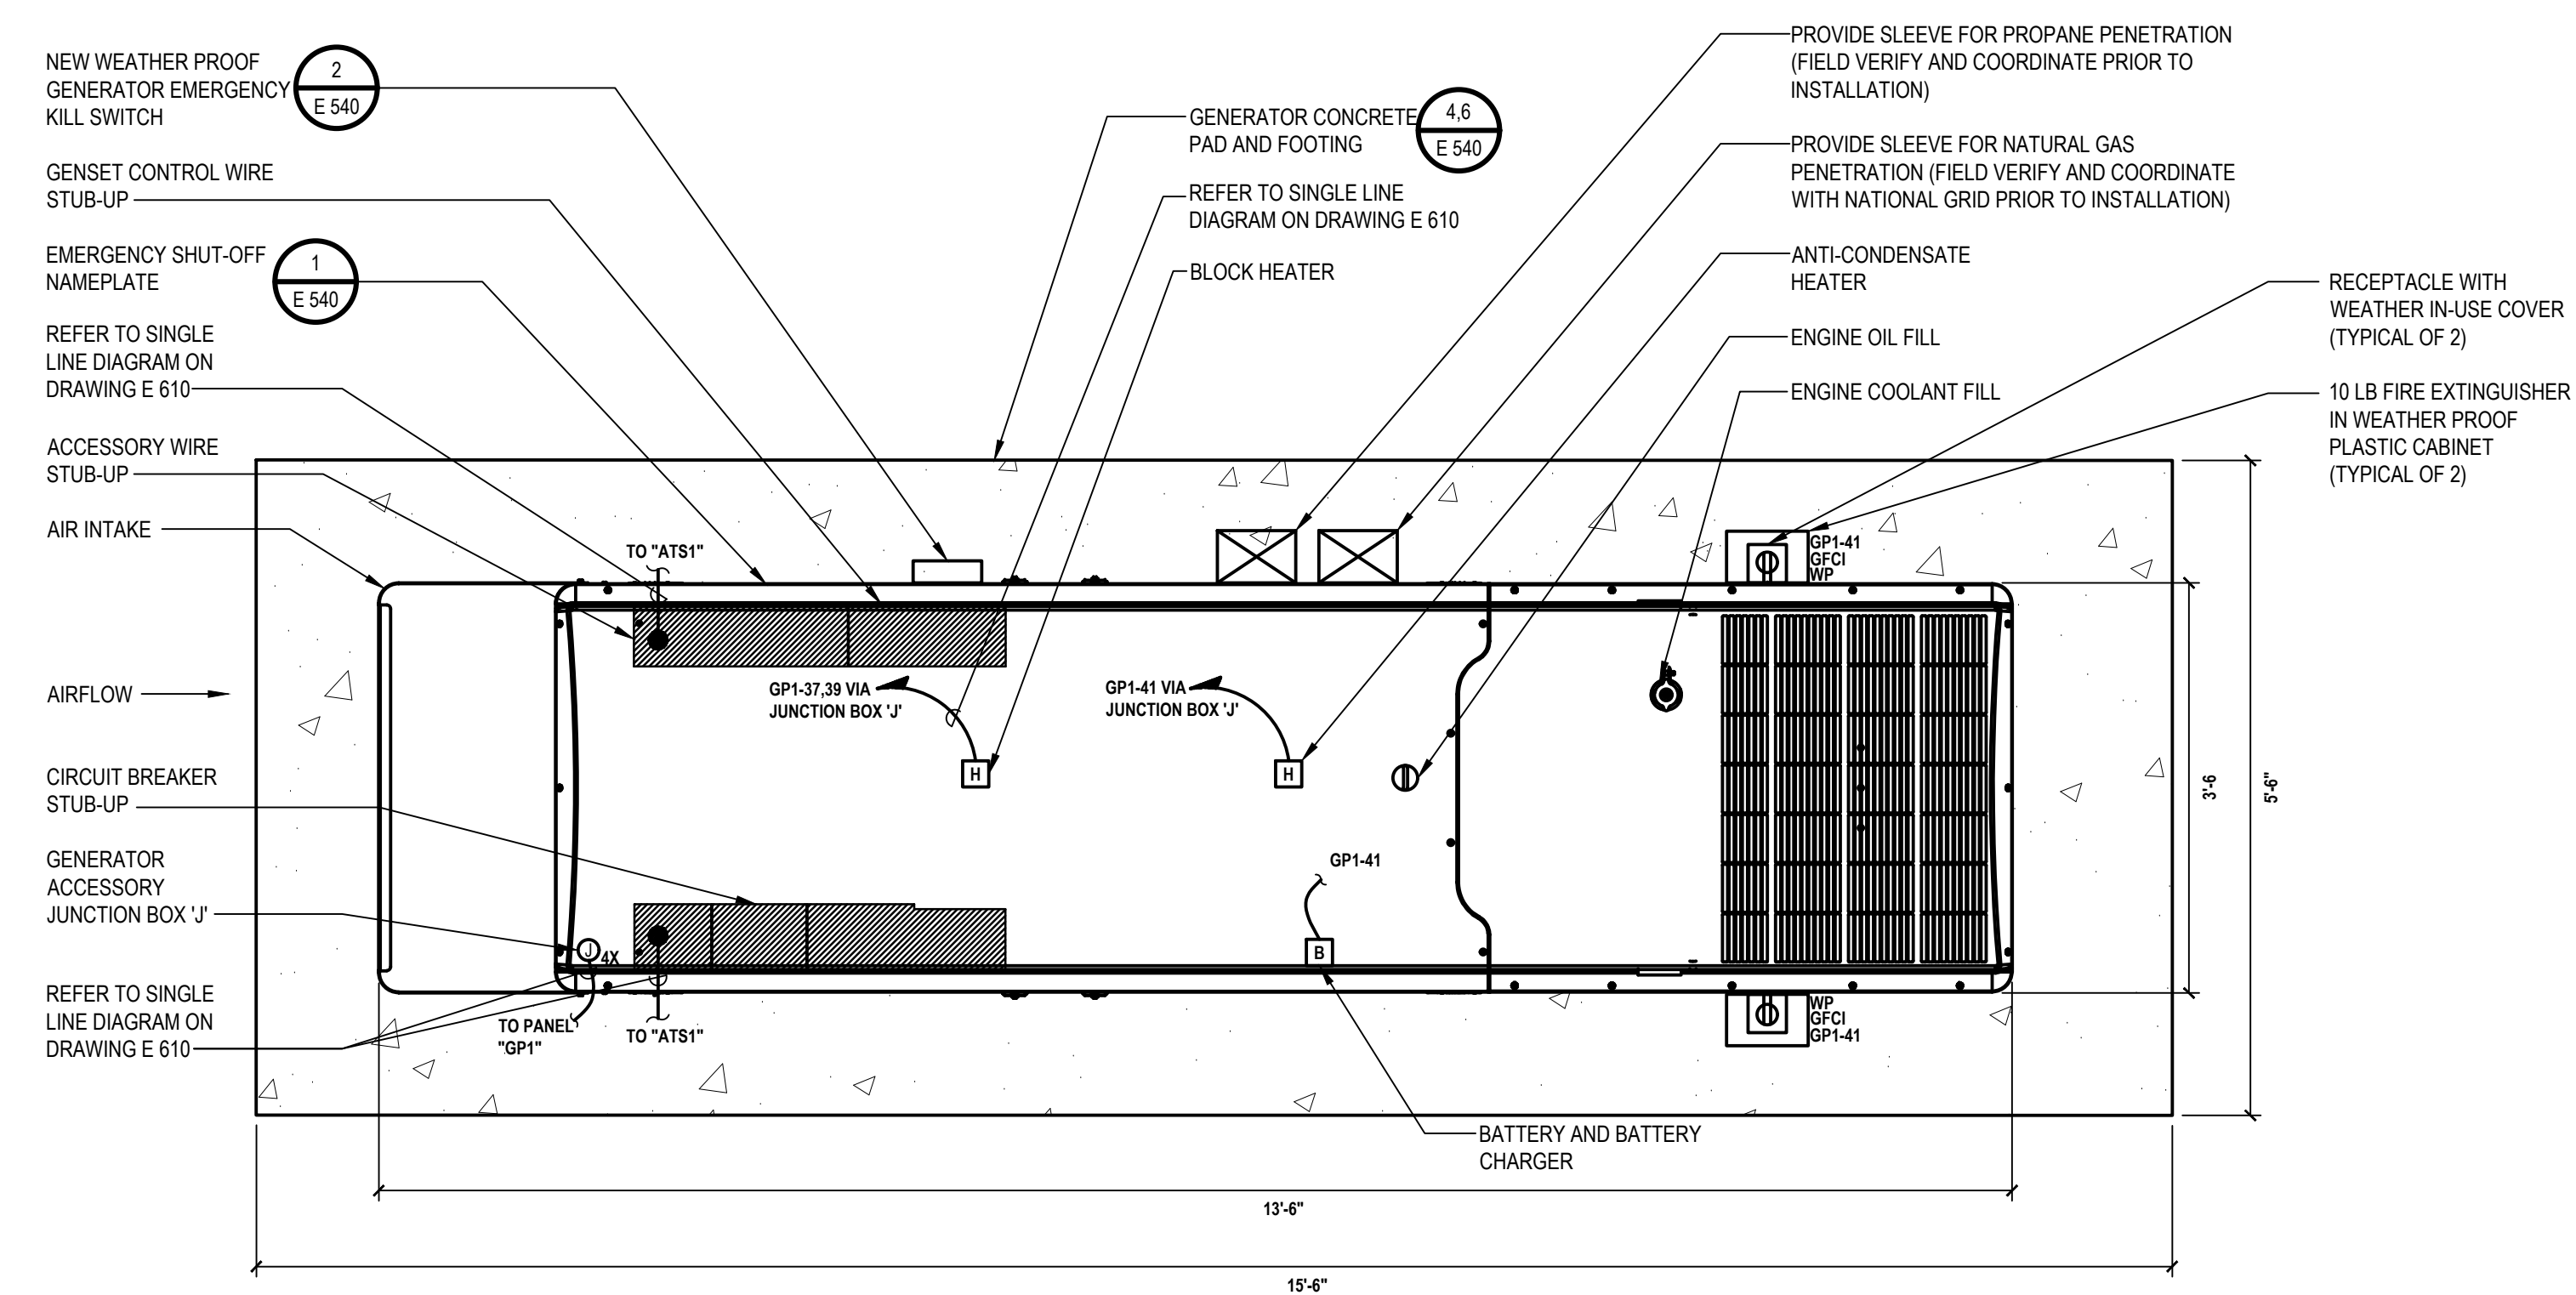 NEW WEATHER PROOF
GENERATOR EMERGENCY
KILL SWITCH
2
E 540
GENSET CONTROL WIRE
STUB-UP
EMERGENCY SHUT-OFF
NAMEPLATE
1
E 540
REFER TO SINGLE
LINE DIAGRAM ON
DRAWING E 610
ACCESSORY WIRE
STUB-UP
AIR INTAKE
AIRFLOW
CIRCUIT BREAKER
STUB-UP
GENERATOR
ACCESSORY
JUNCTION BOX 'J'
REFER TO SINGLE
LINE DIAGRAM ON
DRAWING E 610
GENERATOR CONCRETE
PAD AND FOOTING
4,6
E 540
REFER TO SINGLE LINE
DIAGRAM ON DRAWING E 610
BLOCK HEATER
PROVIDE SLEEVE FOR PROPANE PENETRATION
(FIELD VERIFY AND COORDINATE PRIOR TO
INSTALLATION)
PROVIDE SLEEVE FOR NATURAL GAS
PENETRATION (FIELD VERIFY AND COORDINATE
WITH NATIONAL GRID PRIOR TO INSTALLATION)
ANTI-CONDENSATE
HEATER
ENGINE OIL FILL
ENGINE COOLANT FILL
RECEPTACLE WITH
WEATHER IN-USE COVER
(TYPICAL OF 2)
10 LB FIRE EXTINGUISHER
IN WEATHER PROOF
PLASTIC CABINET
(TYPICAL OF 2)
TO "ATS1"
GP1-41
GFCI
WP
GP1-37,39 VIA
JUNCTION BOX 'J'
H
GP1-41 VIA
JUNCTION BOX 'J'
H
GP1-41
B
J
4X
TO PANEL
"GP1"
TO "ATS1"
WP
GFCI
GP1-41
BATTERY AND BATTERY
CHARGER
3'-6
5'-6"
13'-6"
15'-6"